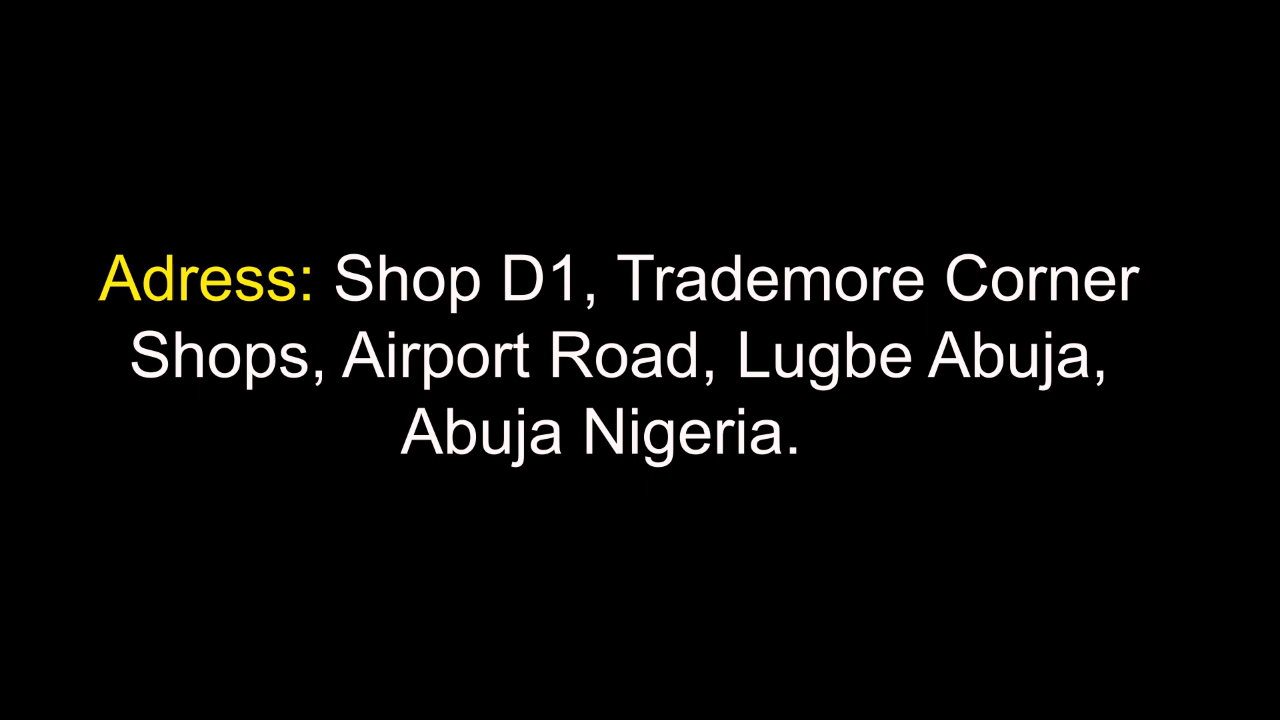 Adress: Shop D1, Trademore Corner
Shops, Airport Road, Lugbe Abuja,
Abuja Nigeria.